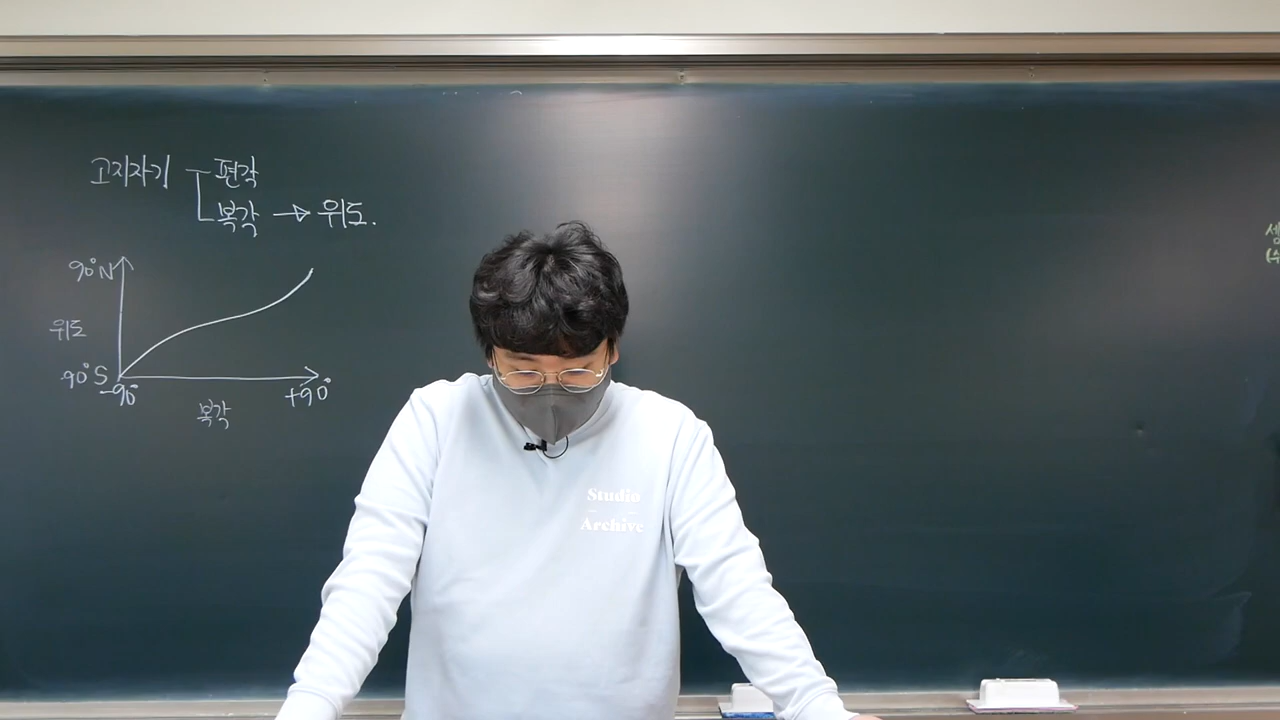 고지자기 편각
복각 → 위도.
90°N
위도
-90°S
-90°
+90°
복각
Studio
Archive